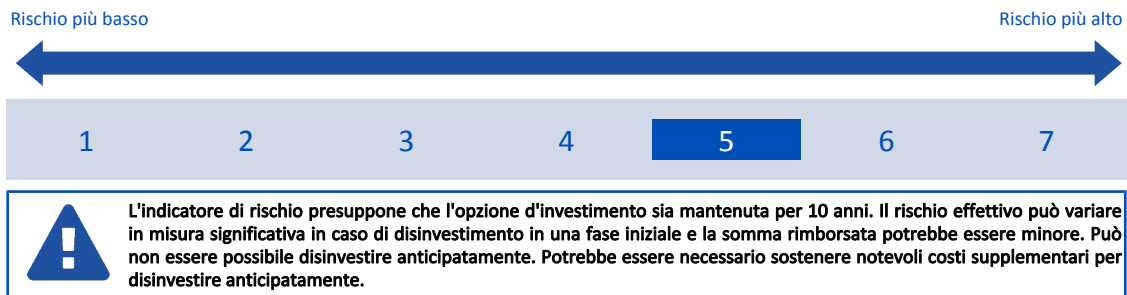 Rischio più basso Rischio più alto
1 2 3 4 5 6 7
L'indicatore di rischio presuppone che l'opzione d'investimento sia mantenuta per 10 anni. Il rischio effettivo può variare
in misura significativa in caso di disinvestimento in una fase iniziale e la somma rimborsata potrebbe essere minore. Può
non essere possibile disinvestire anticipatamente. Potrebbe essere necessario sostenere notevoli costi supplementari per
disinvestire anticipatamente.